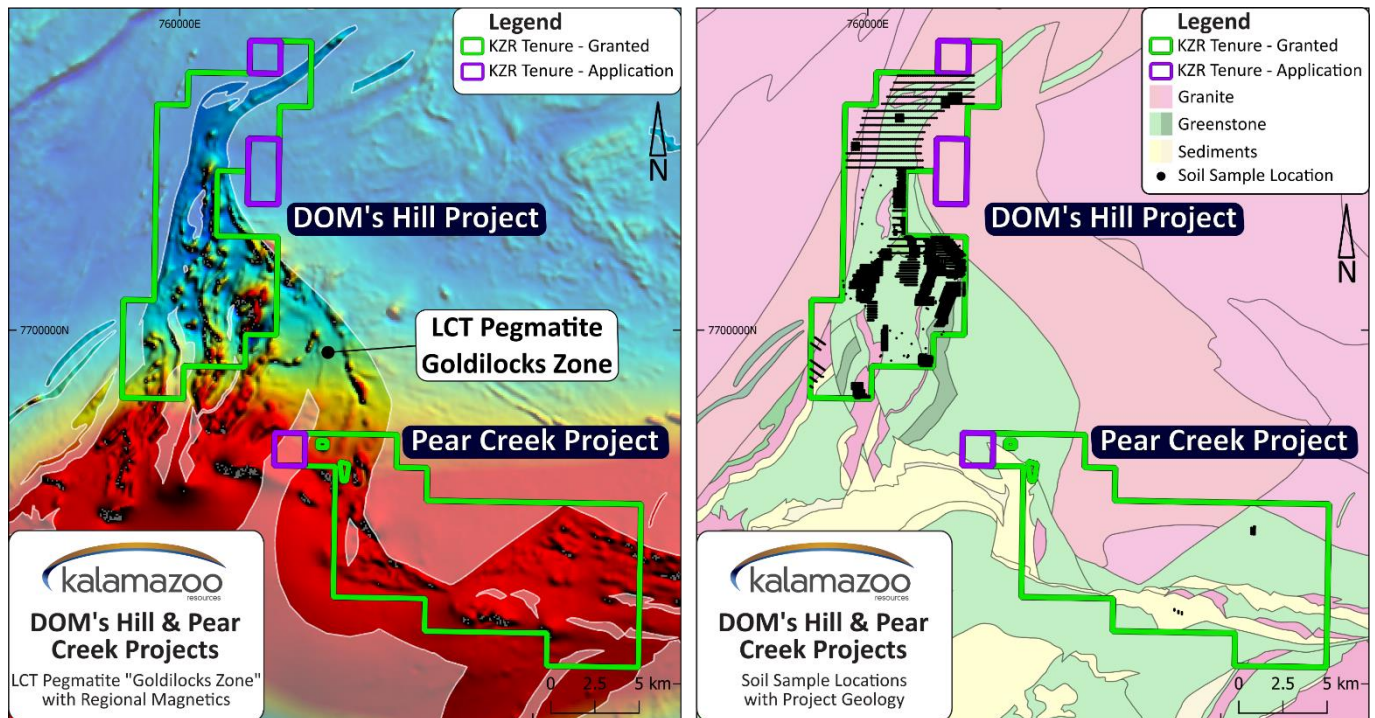 760000E
Legend
KZR Tenure - Granted
KZR Tenure - Application
N
DOM's Hill Project
7700000N
LCT Pegmatite
Goldilocks Zone
Pear Creek Project
kalamazoo
resources
DOM's Hill & Pear
Creek Projects
LCT Pegmatite "Goldilocks Zone"
with Regional Magnetics
0 2.5 5 km
760000E
Legend
KZR Tenure - Granted
KZR Tenure - Application
Granite
Greenstone
Sediments
Soil Sample Location
N
DOM's Hill Project
7700000N
Pear Creek Project
kalamazoo
resources
DOM's Hill & Pear
Creek Projects
Soil Sample Locations
with Project Geology
0 2.5 5 km